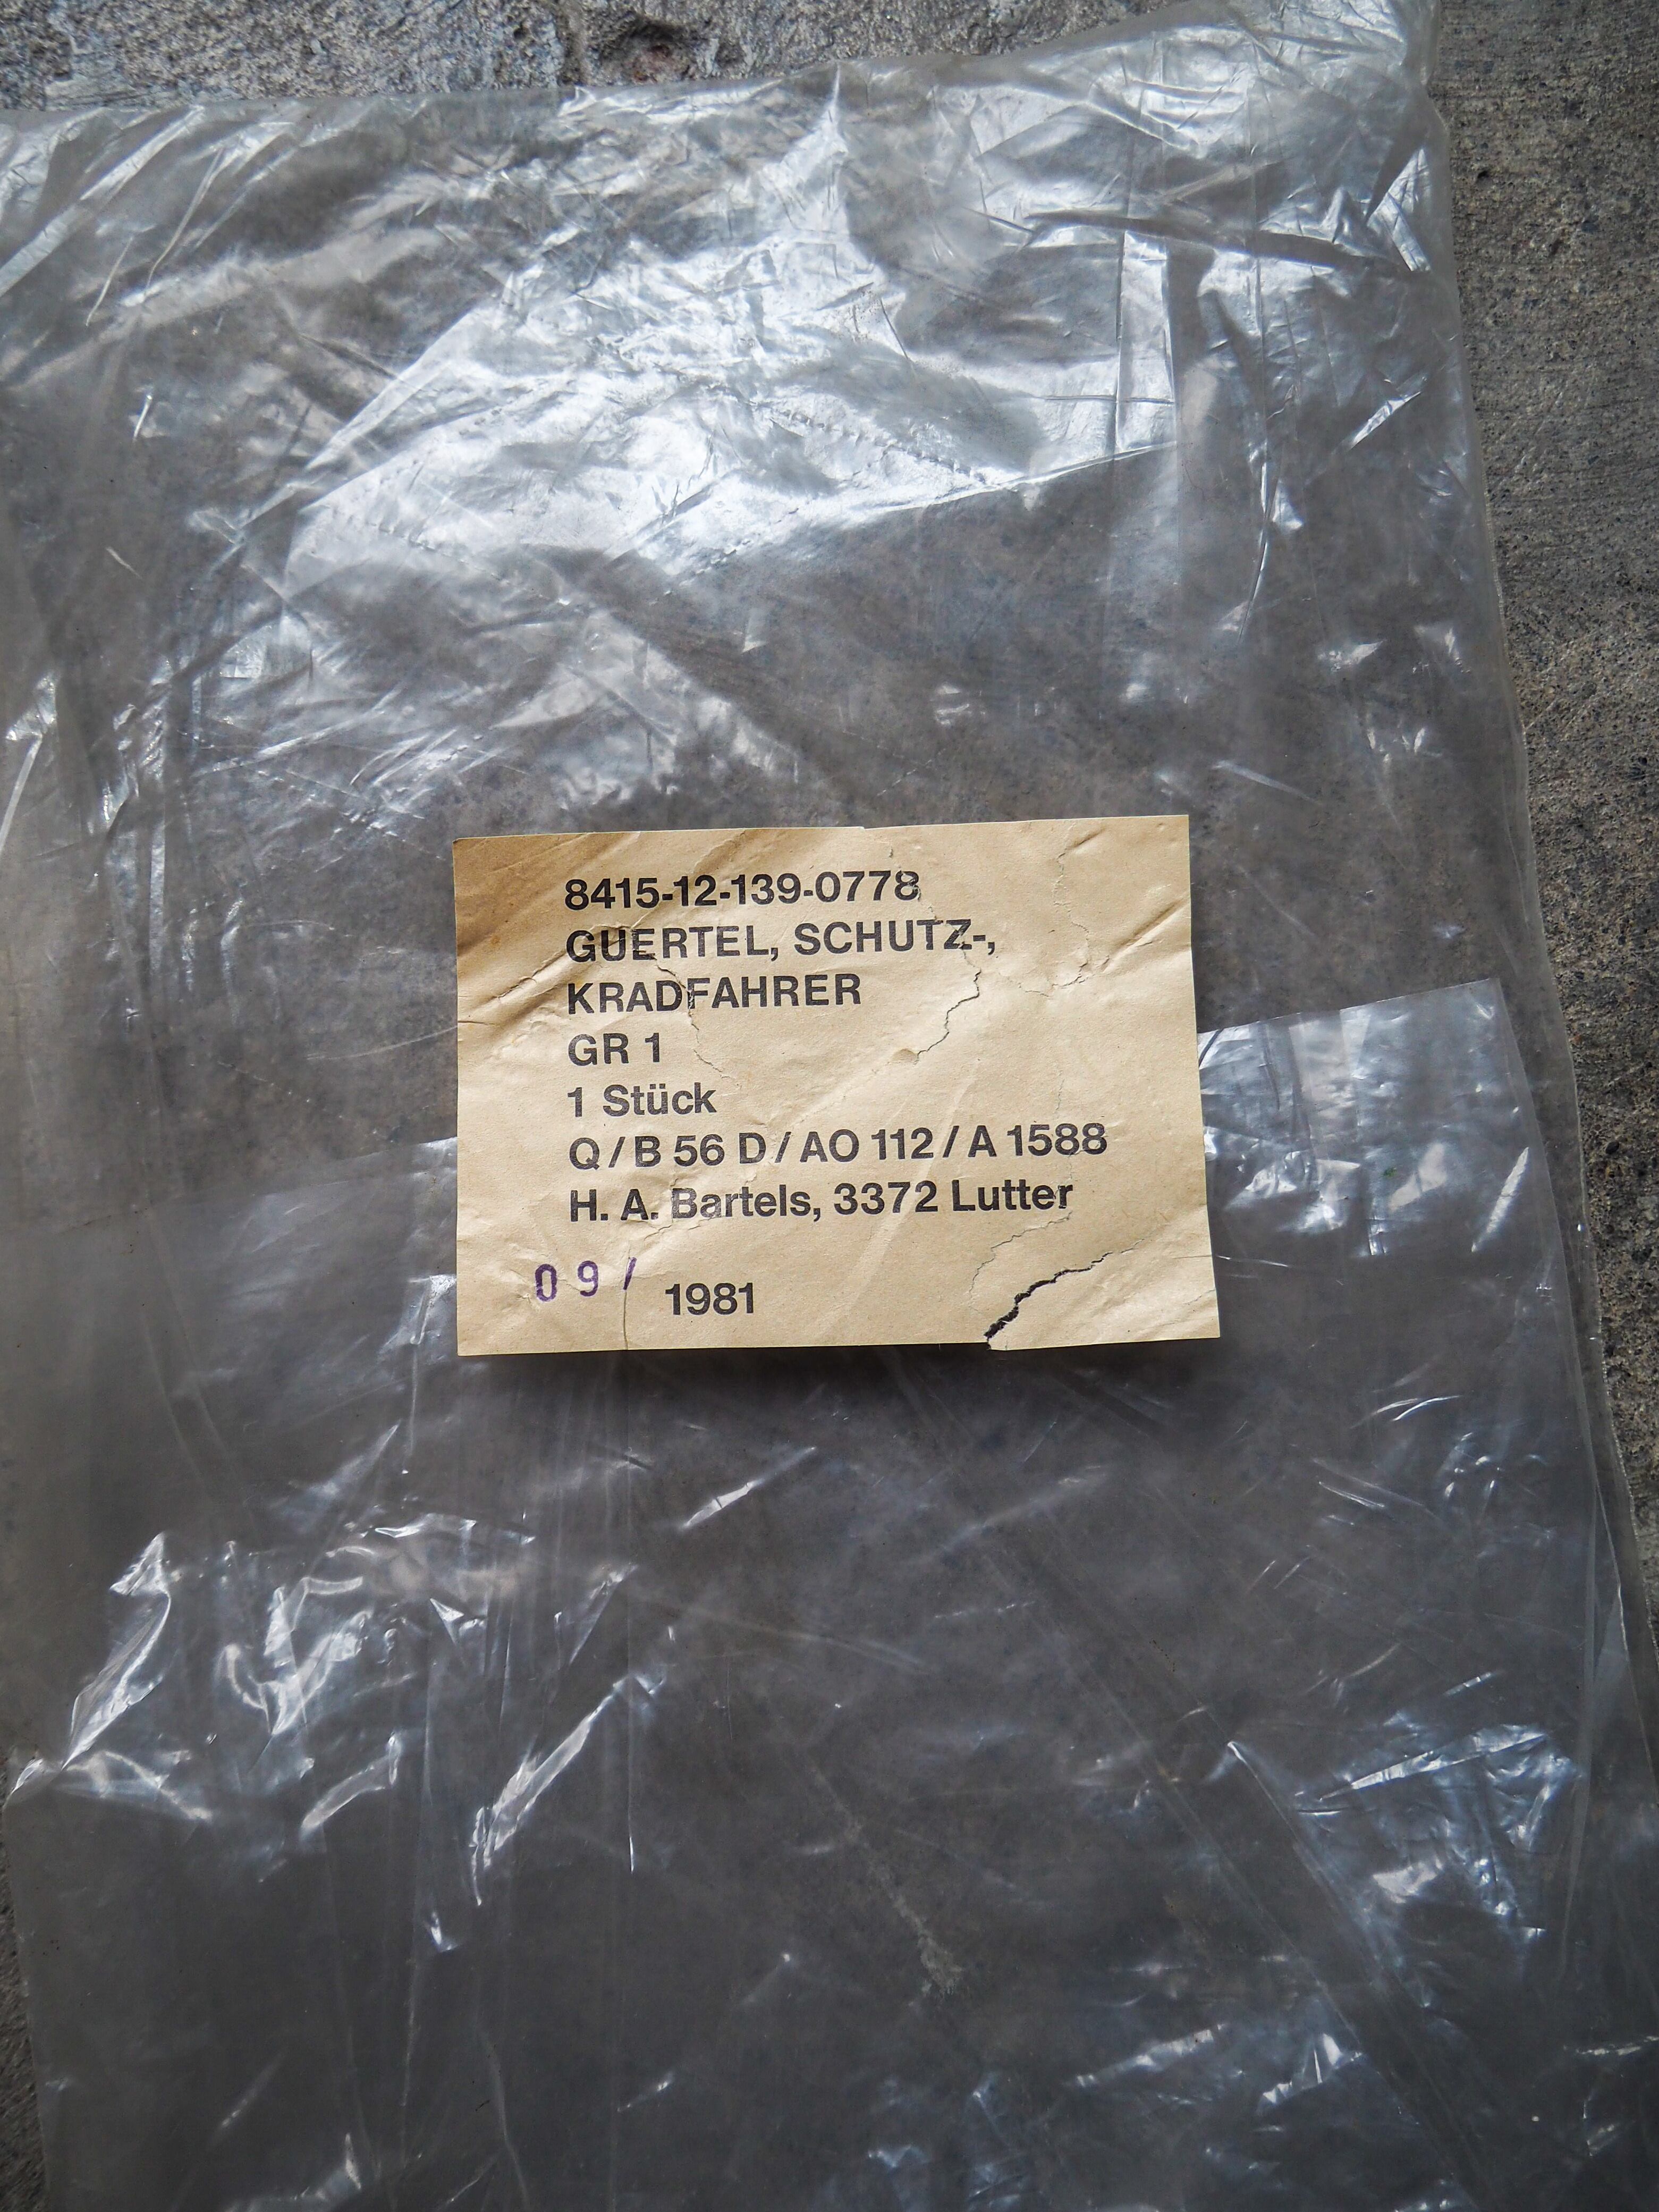 8415-12-139-0778
GUERTEL, SCHUTZ-,
KRADFAHRER
GR 1
1 Stück
Q / B 56 D / AO 112 / A 1588
H. A. Bartels, 3372 Lutter
09/ 1981